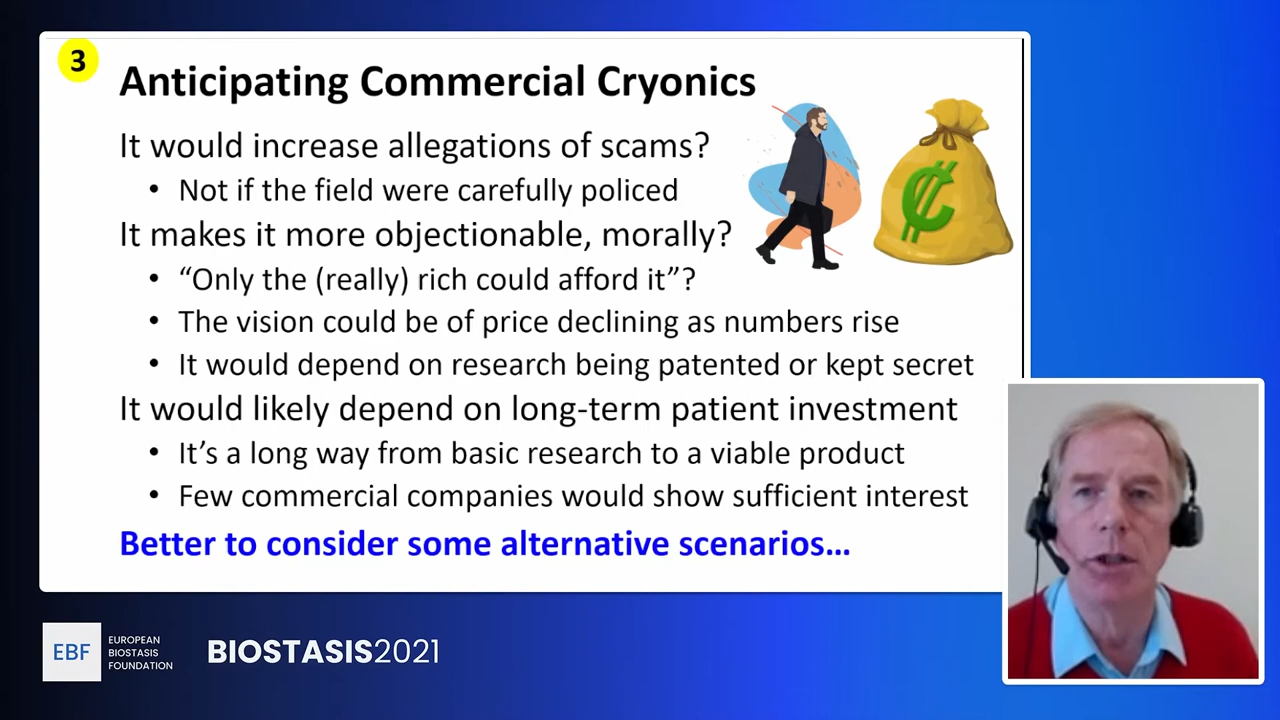 3
Anticipating Commercial Cryonics
It would increase allegations of scams?
• Not if the field were carefully policed
It makes it more objectionable, morally?
• “Only the (really) rich could afford it”?
• The vision could be of price declining as numbers rise
• It would depend on research being patented or kept secret
It would likely depend on long-term patient investment
• It’s a long way from basic research to a viable product
• Few commercial companies would show sufficient interest
Better to consider some alternative scenarios…
₵
EBF
EUROPEAN
BIOSTASIS
FOUNDATION
BIOSTASIS2021